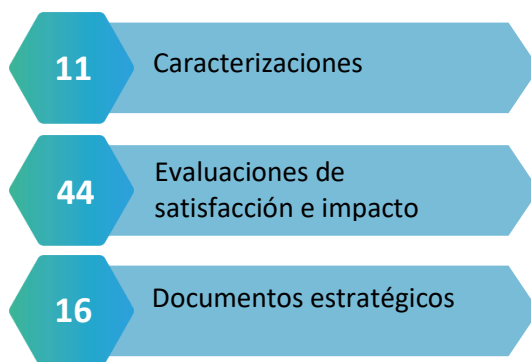 11
Caracterizaciones
44
Evaluaciones de
satisfacción e impacto
16
Documentos estratégicos